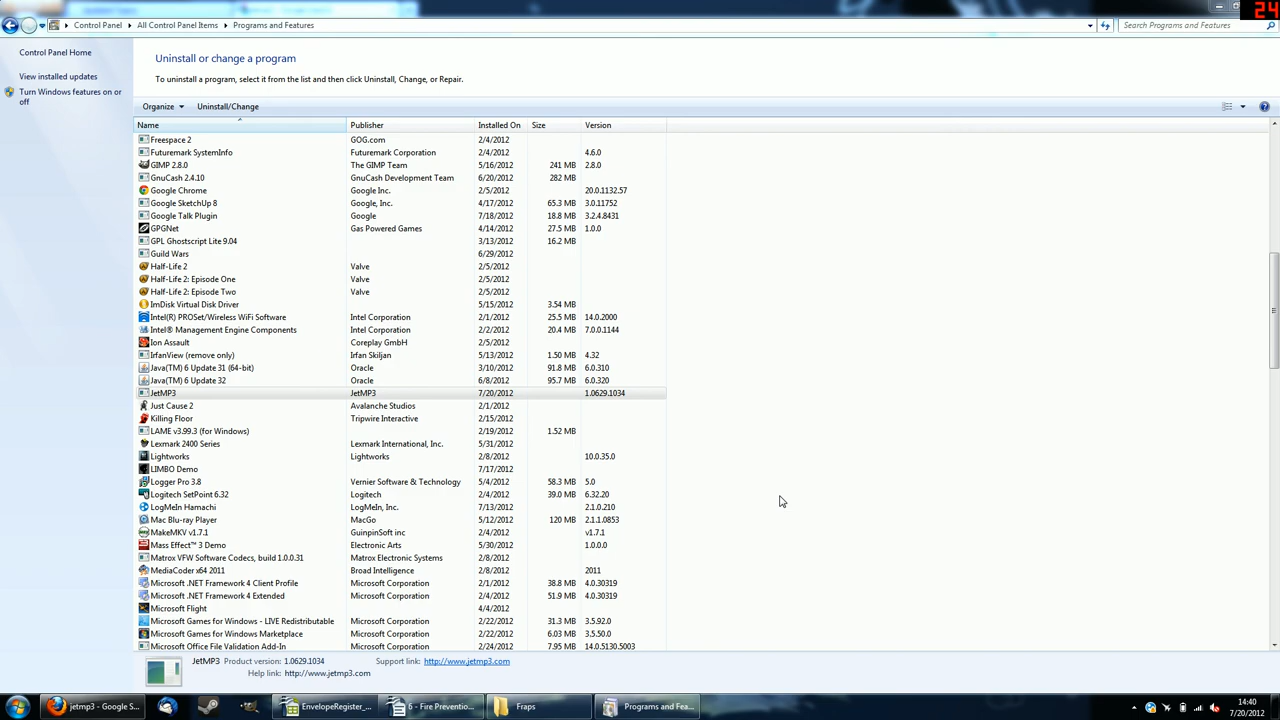 24
Control Panel ▸ All Control Panel Items ▸ Programs and Features
Search Programs and Features
Control Panel Home
View installed updates
Turn Windows features on or off
Uninstall or change a program
To uninstall a program, select it from the list and then click Uninstall, Change, or Repair.
Organize Uninstall/Change
Name Publisher Installed On Size Version
Freespace 2 GOG.com 2/4/2012
Futuremark SystemInfo Futuremark Corporation 2/4/2012 4.6.0
GIMP 2.8.0 The GIMP Team 5/16/2012 241 MB 2.8.0
GnuCash 2.4.10 GnuCash Development Team 6/20/2012 282 MB
Google Chrome Google Inc. 2/5/2012 20.0.1132.57
Google SketchUp 8 Google, Inc. 4/17/2012 65.3 MB 3.0.11752
Google Talk Plugin Google 7/18/2012 18.8 MB 3.2.4.8431
GPGNet Gas Powered Games 4/14/2012 27.5 MB 1.0.0
GPL Ghostscript Lite 9.04 3/13/2012 16.2 MB
Guild Wars 6/29/2012
Half-Life 2 Valve 2/5/2012
Half-Life 2: Episode One Valve 2/5/2012
Half-Life 2: Episode Two Valve 2/5/2012
ImDisk Virtual Disk Driver 5/15/2012 3.54 MB
Intel(R) PROSet/Wireless WiFi Software Intel Corporation 2/1/2012 25.5 MB 14.0.2000
Intel® Management Engine Components Intel Corporation 2/2/2012 20.4 MB 7.0.0.1144
Ion Assault Coreplay GmbH 2/5/2012
IrfanView (remove only) Irfan Skiljan 5/13/2012 1.50 MB 4.32
Java(TM) 6 Update 31 (64-bit) Oracle 3/10/2012 91.8 MB 6.0.310
Java(TM) 6 Update 32 Oracle 6/8/2012 95.7 MB 6.0.320
JetMP3 JetMP3 7/20/2012 1.0629.1034
Just Cause 2 Avalanche Studios 2/1/2012
Killing Floor Tripwire Interactive 2/15/2012
LAME v3.99.3 (for Windows) 2/19/2012 1.52 MB
Lexmark 2400 Series Lexmark International, Inc. 5/31/2012
Lightworks Lightworks 2/8/2012 10.0.35.0
LIMBO Demo 7/17/2012
Logger Pro 3.8 Vernier Software & Technology 5/4/2012 58.3 MB 5.0
Logitech SetPoint 6.32 Logitech 2/4/2012 39.0 MB 6.32.20
LogMeIn Hamachi LogMeIn, Inc. 7/13/2012 2.1.0.210
Mac Blu-ray Player MacGo 5/12/2012 120 MB 2.1.1.0853
MakeMKV v1.7.1 GuinpinSoft inc 2/4/2012 v1.7.1
Mass Effect™ 3 Demo Electronic Arts 5/30/2012 1.0.0.0
Matrox VFW Software Codecs, build 1.0.0.31 Matrox Electronic Systems 2/8/2012
MediaCoder x64 2011 Broad Intelligence 2/8/2012 2011
Microsoft .NET Framework 4 Client Profile Microsoft Corporation 2/1/2012 38.8 MB 4.0.30319
Microsoft .NET Framework 4 Extended Microsoft Corporation 2/7/2012 51.9 MB 4.0.30319
Microsoft Flight 4/4/2012
Microsoft Games for Windows - LIVE Redistributable Microsoft Corporation 2/22/2012 31.3 MB 3.5.92.0
Microsoft Games for Windows Marketplace Microsoft Corporation 2/22/2012 6.03 MB 3.5.50.0
Microsoft Office File Validation Add-In Microsoft Corporation 2/24/2012 7.95 MB 14.0.5130.5003
JetMP3 Product version: 1.0629.1034 Support link: http://www.jetmp3.com
Help link: http://www.jetmp3.com
jetmp3 - Google S... EnvelopeRegister_... 6 - Fire Preventio... Fraps Programs and Fea...
14:40
7/20/2012